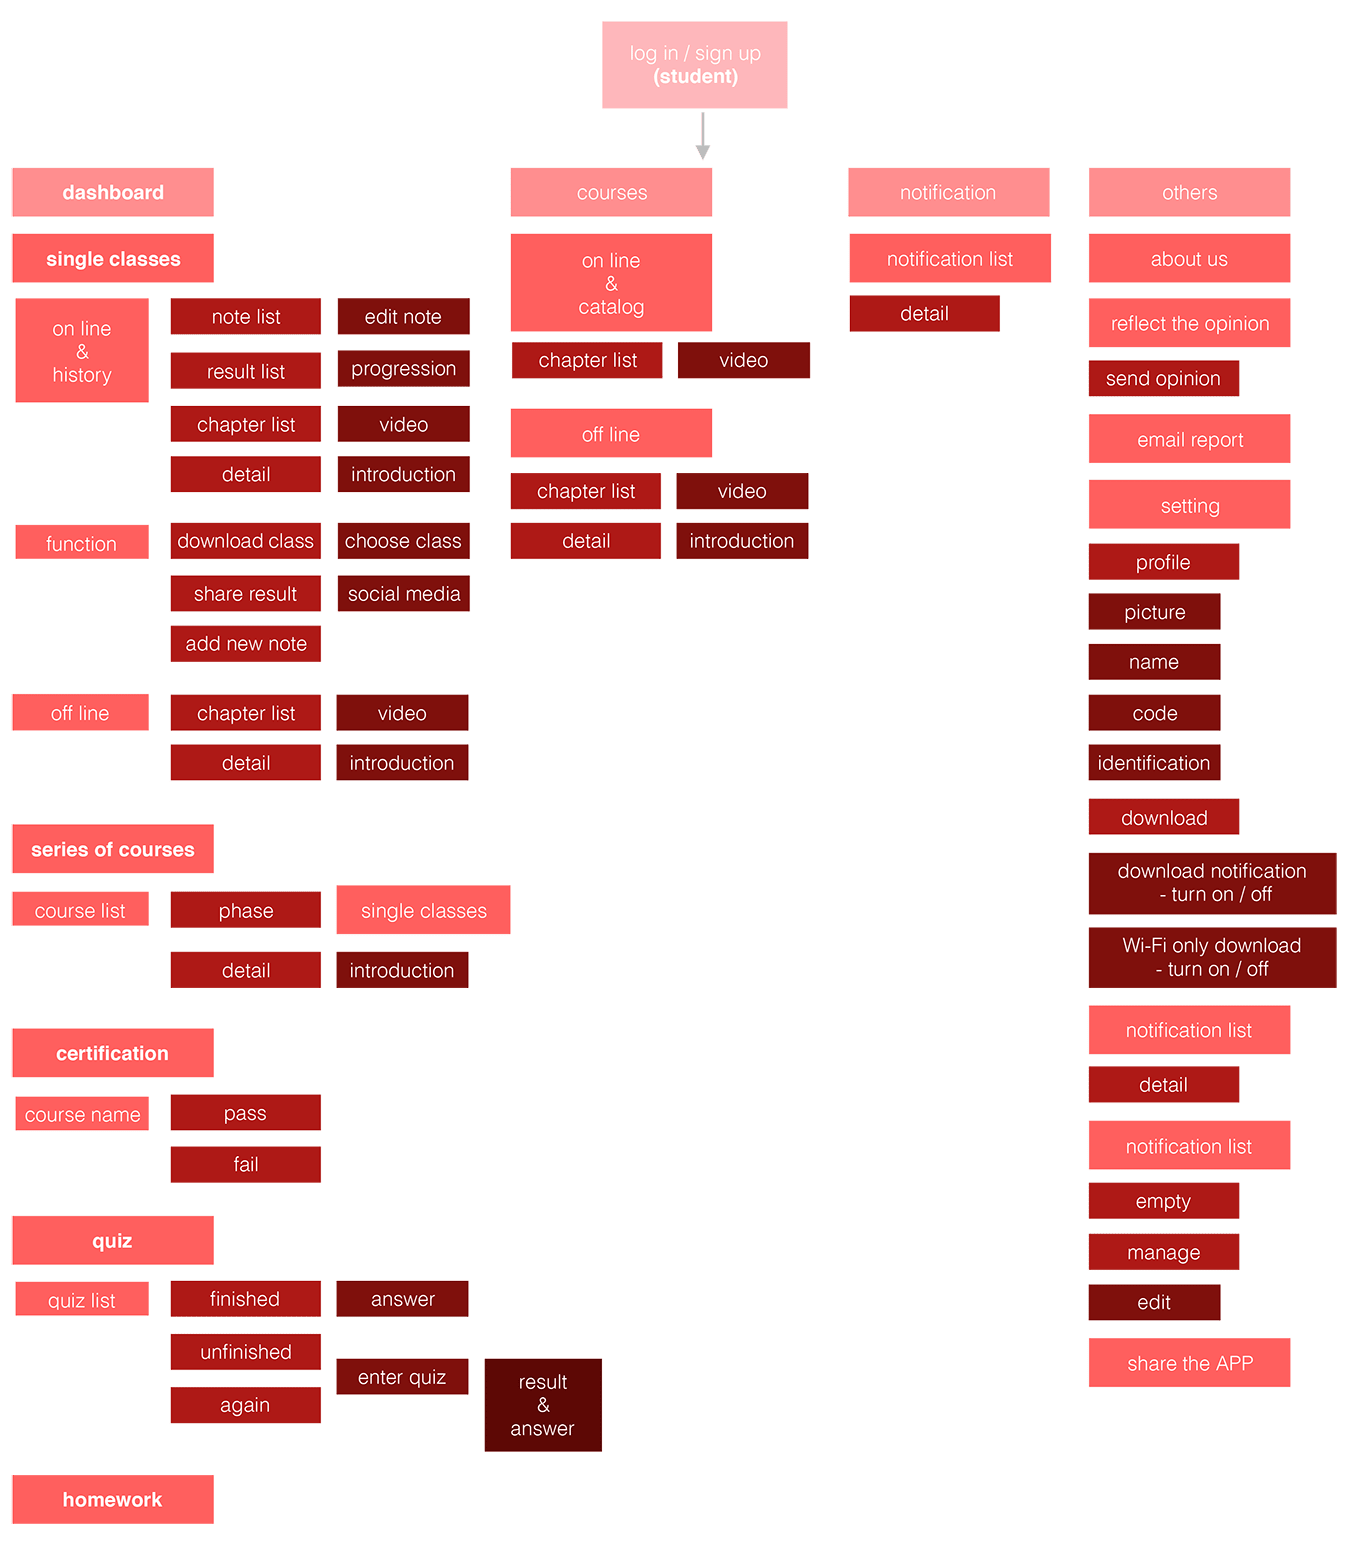 log in / sign up
(student)
dashboard
single classes
on line
&
history
note list
edit note
result list
progression
chapter list
video
detail
introduction
function
download class
choose class
share result
social media
add new note
off line
chapter list
video
detail
introduction
series of courses
course list
phase
single classes
detail
introduction
certification
course name
pass
fail
quiz
quiz list
finished
answer
unfinished
again
enter quiz
result
&
answer
homework
courses
on line
&
catalog
chapter list
video
off line
chapter list
video
detail
introduction
notification
notification list
detail
others
about us
reflect the opinion
send opinion
email report
setting
profile
picture
name
code
identification
download
download notification
- turn on / off
Wi-Fi only download
- turn on / off
notification list
detail
notification list
empty
manage
edit
share the APP